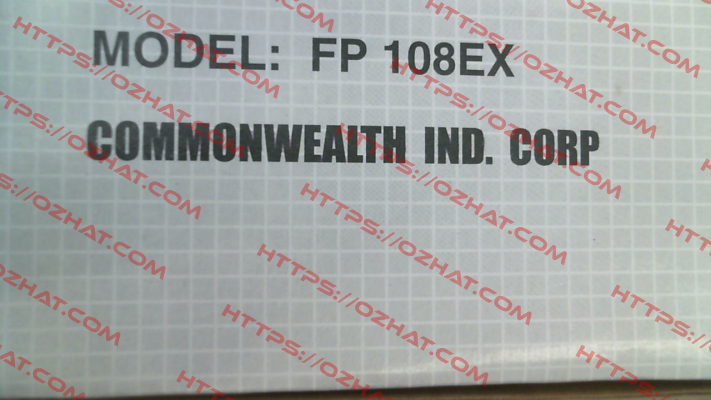 MODEL: FP 108EX
COMMONWEALTH IND. CORP
HTTPS://OZHAT.COM